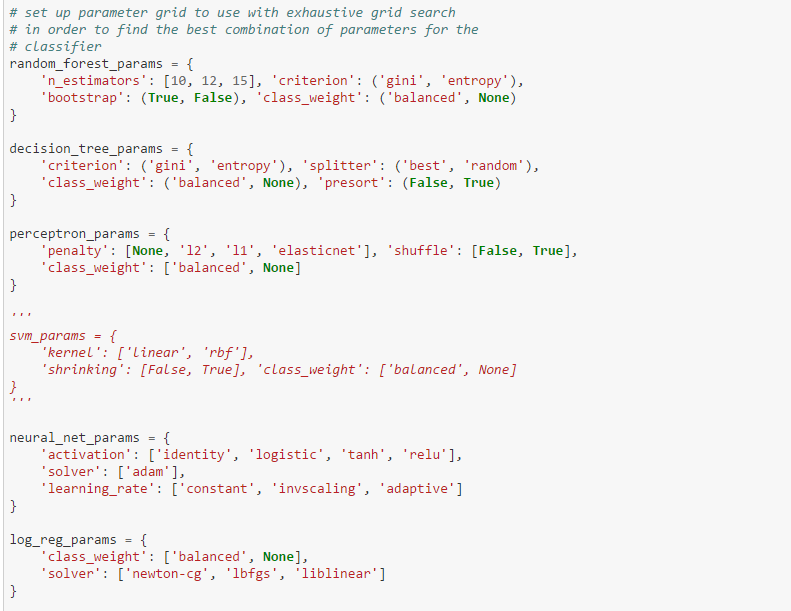 # set up parameter grid to use with exhaustive grid search
# in order to find the best combination of parameters for the
# classifier
random_forest_params = {
    'n_estimators': [10, 12, 15], 'criterion': ('gini', 'entropy'),
    'bootstrap': (True, False), 'class_weight': ('balanced', None)
}

decision_tree_params = {
    'criterion': ('gini', 'entropy'), 'splitter': ('best', 'random'),
    'class_weight': ('balanced', None), 'presort': (False, True)
}

perceptron_params = {
    'penalty': [None, 'l2', 'l1', 'elasticnet'], 'shuffle': [False, True],
    'class_weight': ['balanced', None]
}

'''
svm_params = {
    'kernel': ['linear', 'rbf'],
    'shrinking': [False, True], 'class_weight': ['balanced', None]
}
'''

neural_net_params = {
    'activation': ['identity', 'logistic', 'tanh', 'relu'],
    'solver': ['adam'],
    'learning_rate': ['constant', 'invscaling', 'adaptive']
}

log_reg_params = {
    'class_weight': ['balanced', None],
    'solver': ['newton-cg', 'lbfgs', 'liblinear']
}